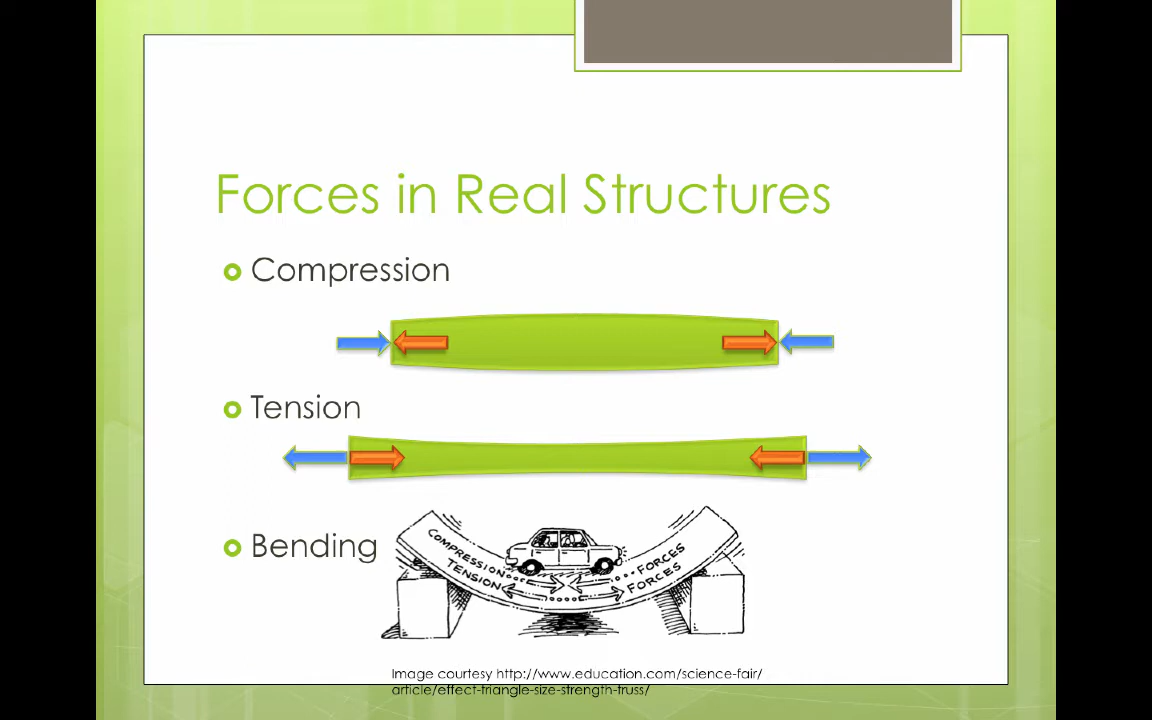 Forces in Real Structures
Compression
Tension
Bending
COMPRESSION FORCES
TENSION FORCES
Image courtesy http://www.education.com/science-fair/
article/effect-triangle-size-strength-truss/